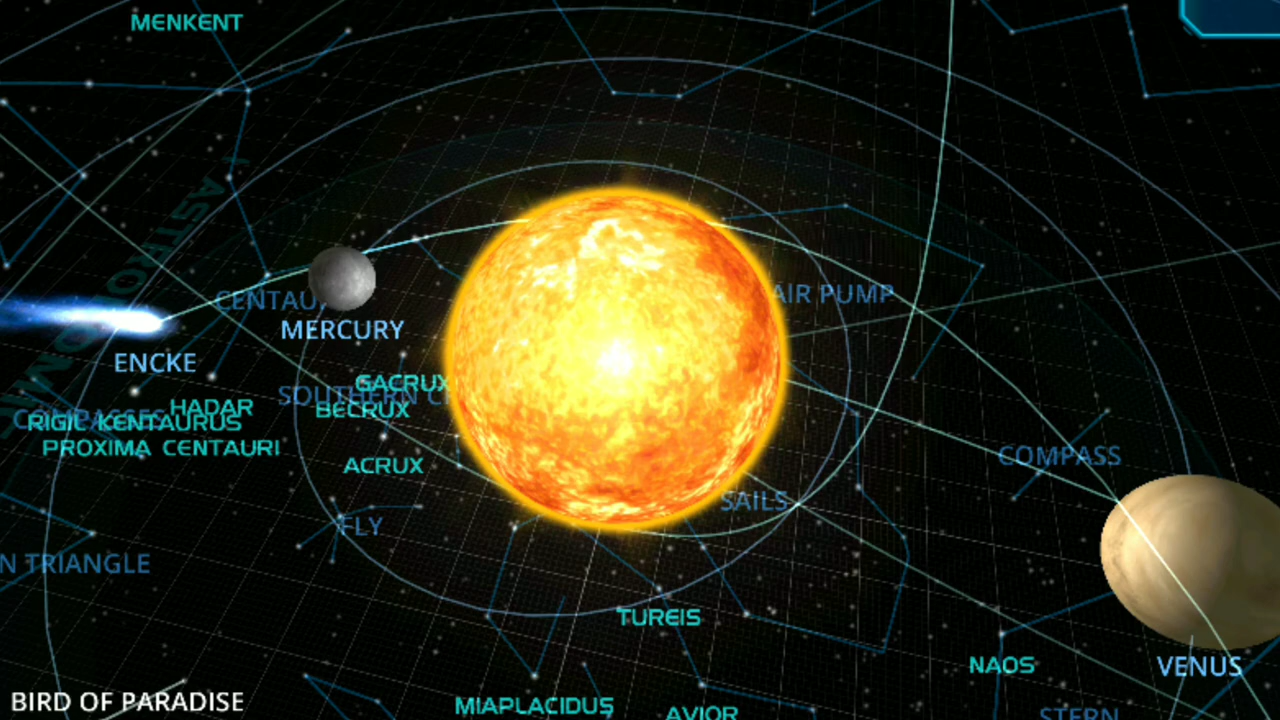 MENKENT
CENTAU
AIR PUMP
MERCURY
ENCKE
GACRUX
SOUTHERN C
BECRUX
HADAR
COMPASSES
RIGIL KENTAURUS
PROXIMA CENTAURI
COMPASS
ACRUX
SAILS
FLY
N TRIANGLE
TUREIS
NAOS
VENUS
BIRD OF PARADISE
MIAPLACIDUS
AVIOR
STERN